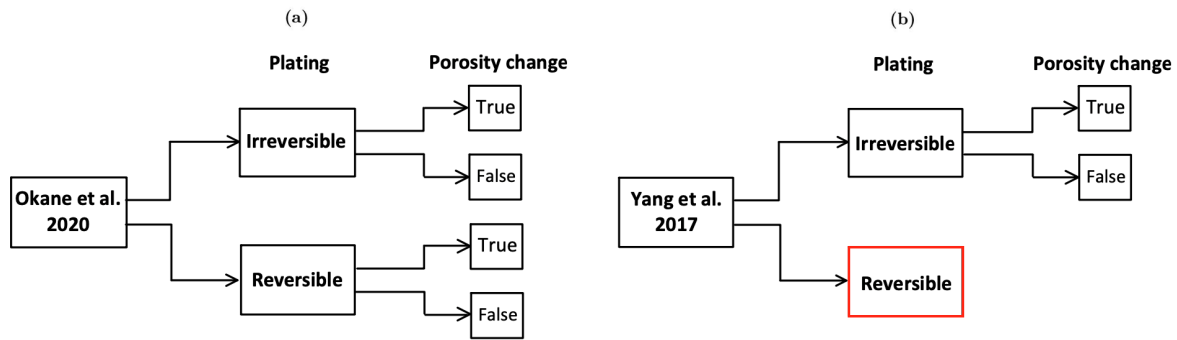 (a)
Plating
Porosity change
True
Irreversible
False
Okane et al.
2020
True
Reversible
False
(b)
Plating
Porosity change
True
Irreversible
False
Yang et al.
2017
Reversible